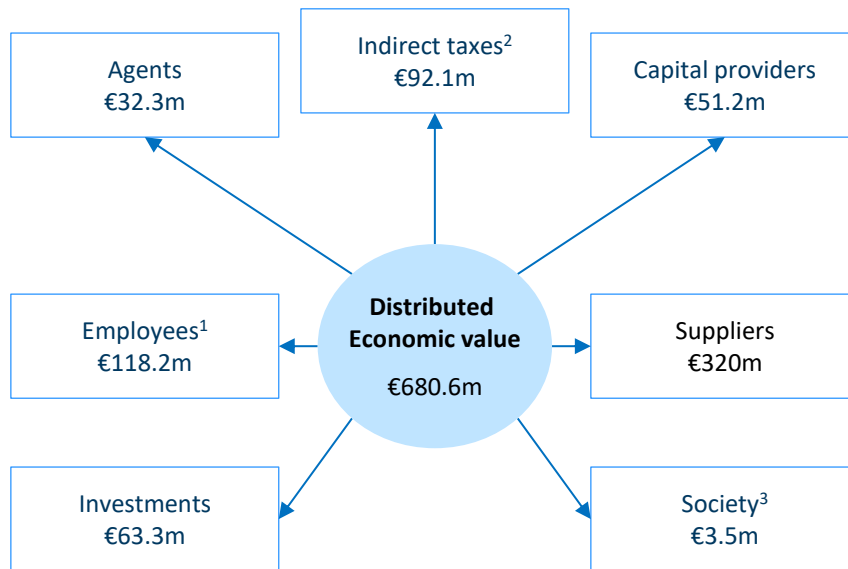 Agents
€32.3m
Indirect taxes²
€92.1m
Capital providers
€51.2m
Employees¹
€118.2m
Distributed
Economic value
€680.6m
Suppliers
€320m
Investments
€63.3m
Society³
€3.5m